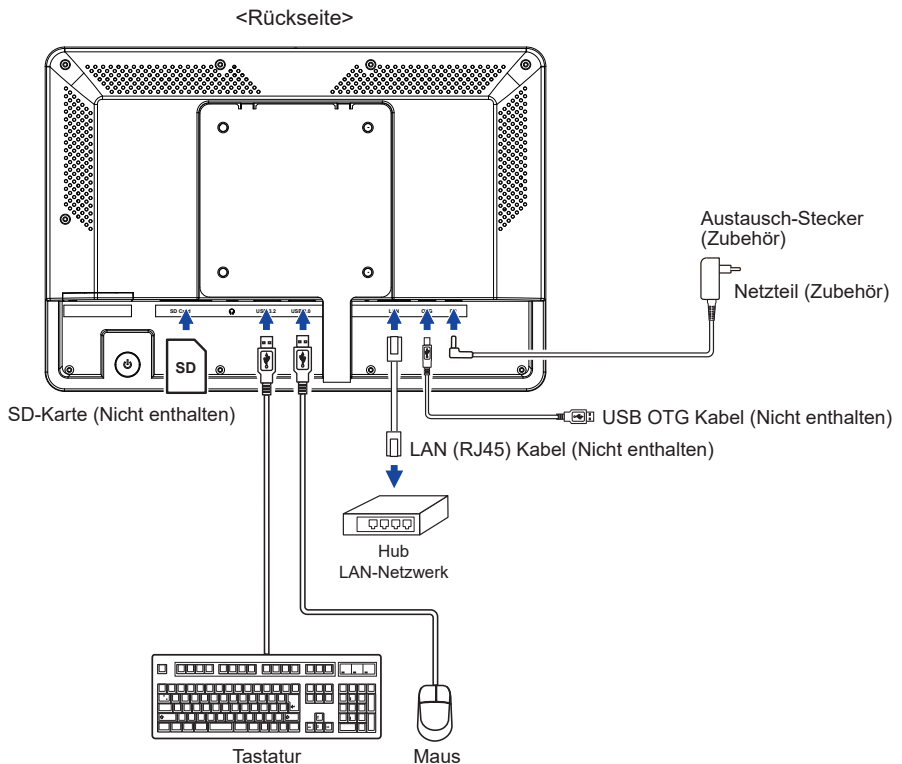 <Rückseite>
Austausch-Stecker
(Zubehör)
Netzteil (Zubehör)
LAN
SD
SD-Karte (Nicht enthalten)
USB OTG Kabel (Nicht enthalten)
LAN (RJ45) Kabel (Nicht enthalten)
Hub
LAN-Netzwerk
Tastatur
Maus